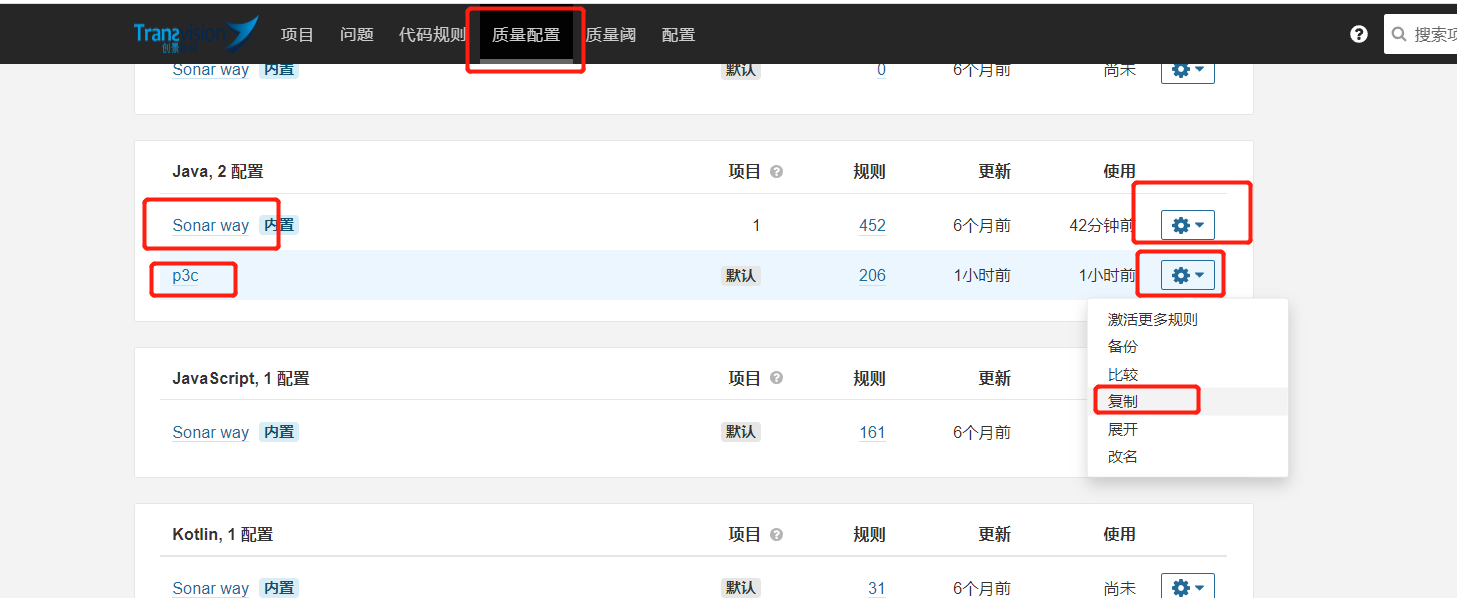 Transvision 创景 项目 问题 代码规则 质量配置 质量阈 配置 ? 搜索项
Sonar way 内置 默认 0 6个月前 尚未
Java, 2 配置 项目 ? 规则 更新 使用
Sonar way 内置 1 452 6个月前 42分钟前
p3c 默认 206 1小时前 1小时前
激活更多规则
备份
比较
复制
展开
改名
JavaScript, 1 配置 项目 ? 规则 更新
Sonar way 内置 默认 161 6个月前
Kotlin, 1 配置 项目 ? 规则 更新 使用
Sonar way 内置 默认 31 6个月前 尚未